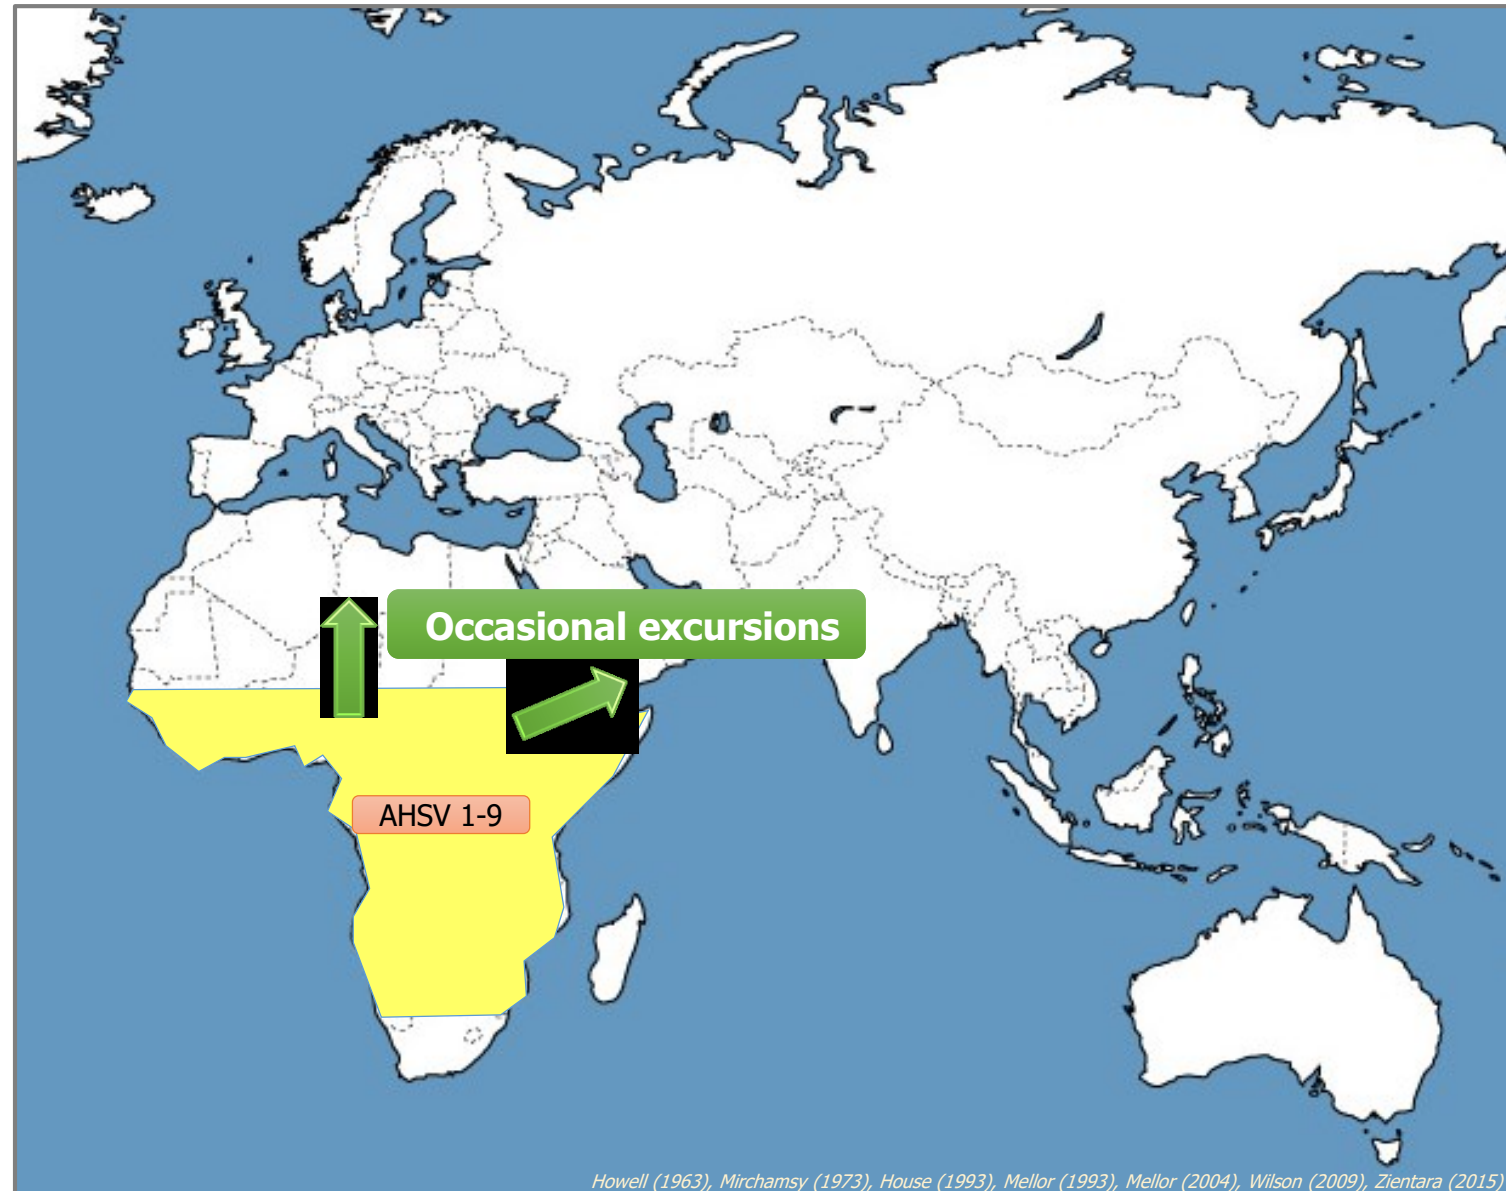 Occasional excursions
AHSV 1-9
Howell (1963), Mirchamsy (1973), House (1993), Mellor (1993), Mellor (2004), Wilson (2009), Zientara (2015)